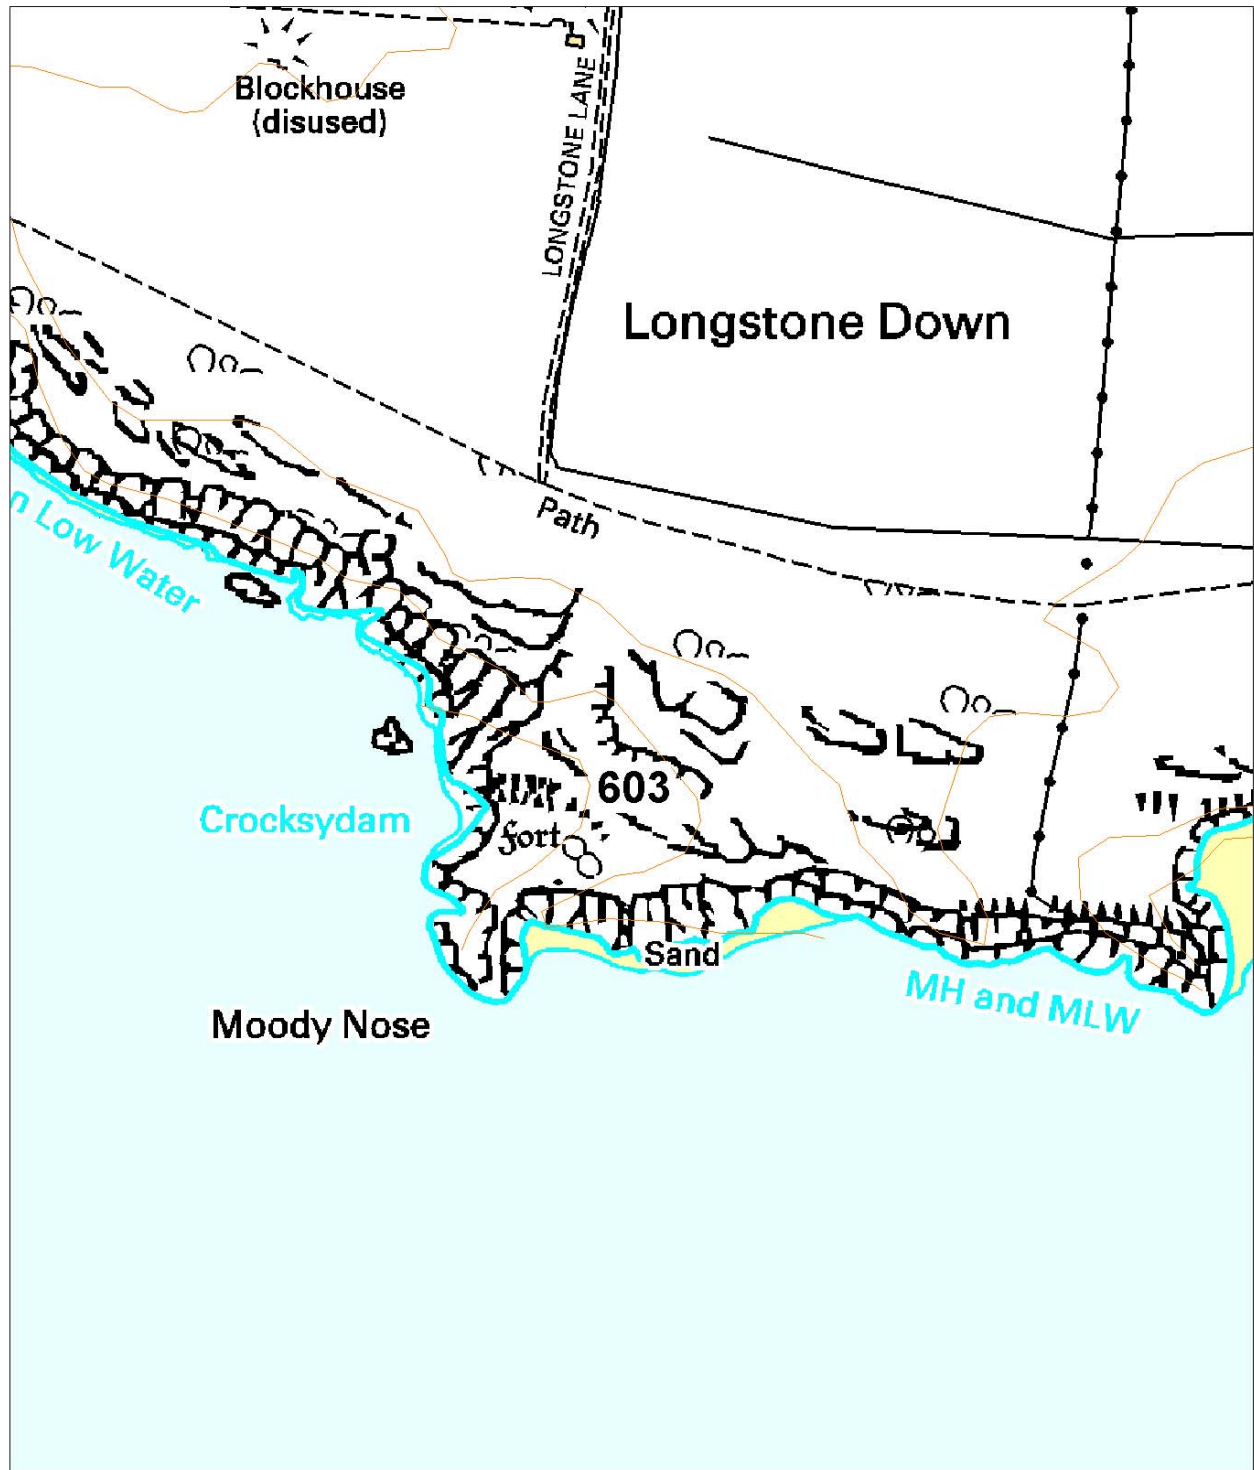 Blockhouse
(disused)
LONGSTONE LANE
Longstone Down
Path
n Low Water
603
Crocksydam
fort
Sand
MH and MLW
Moody Nose